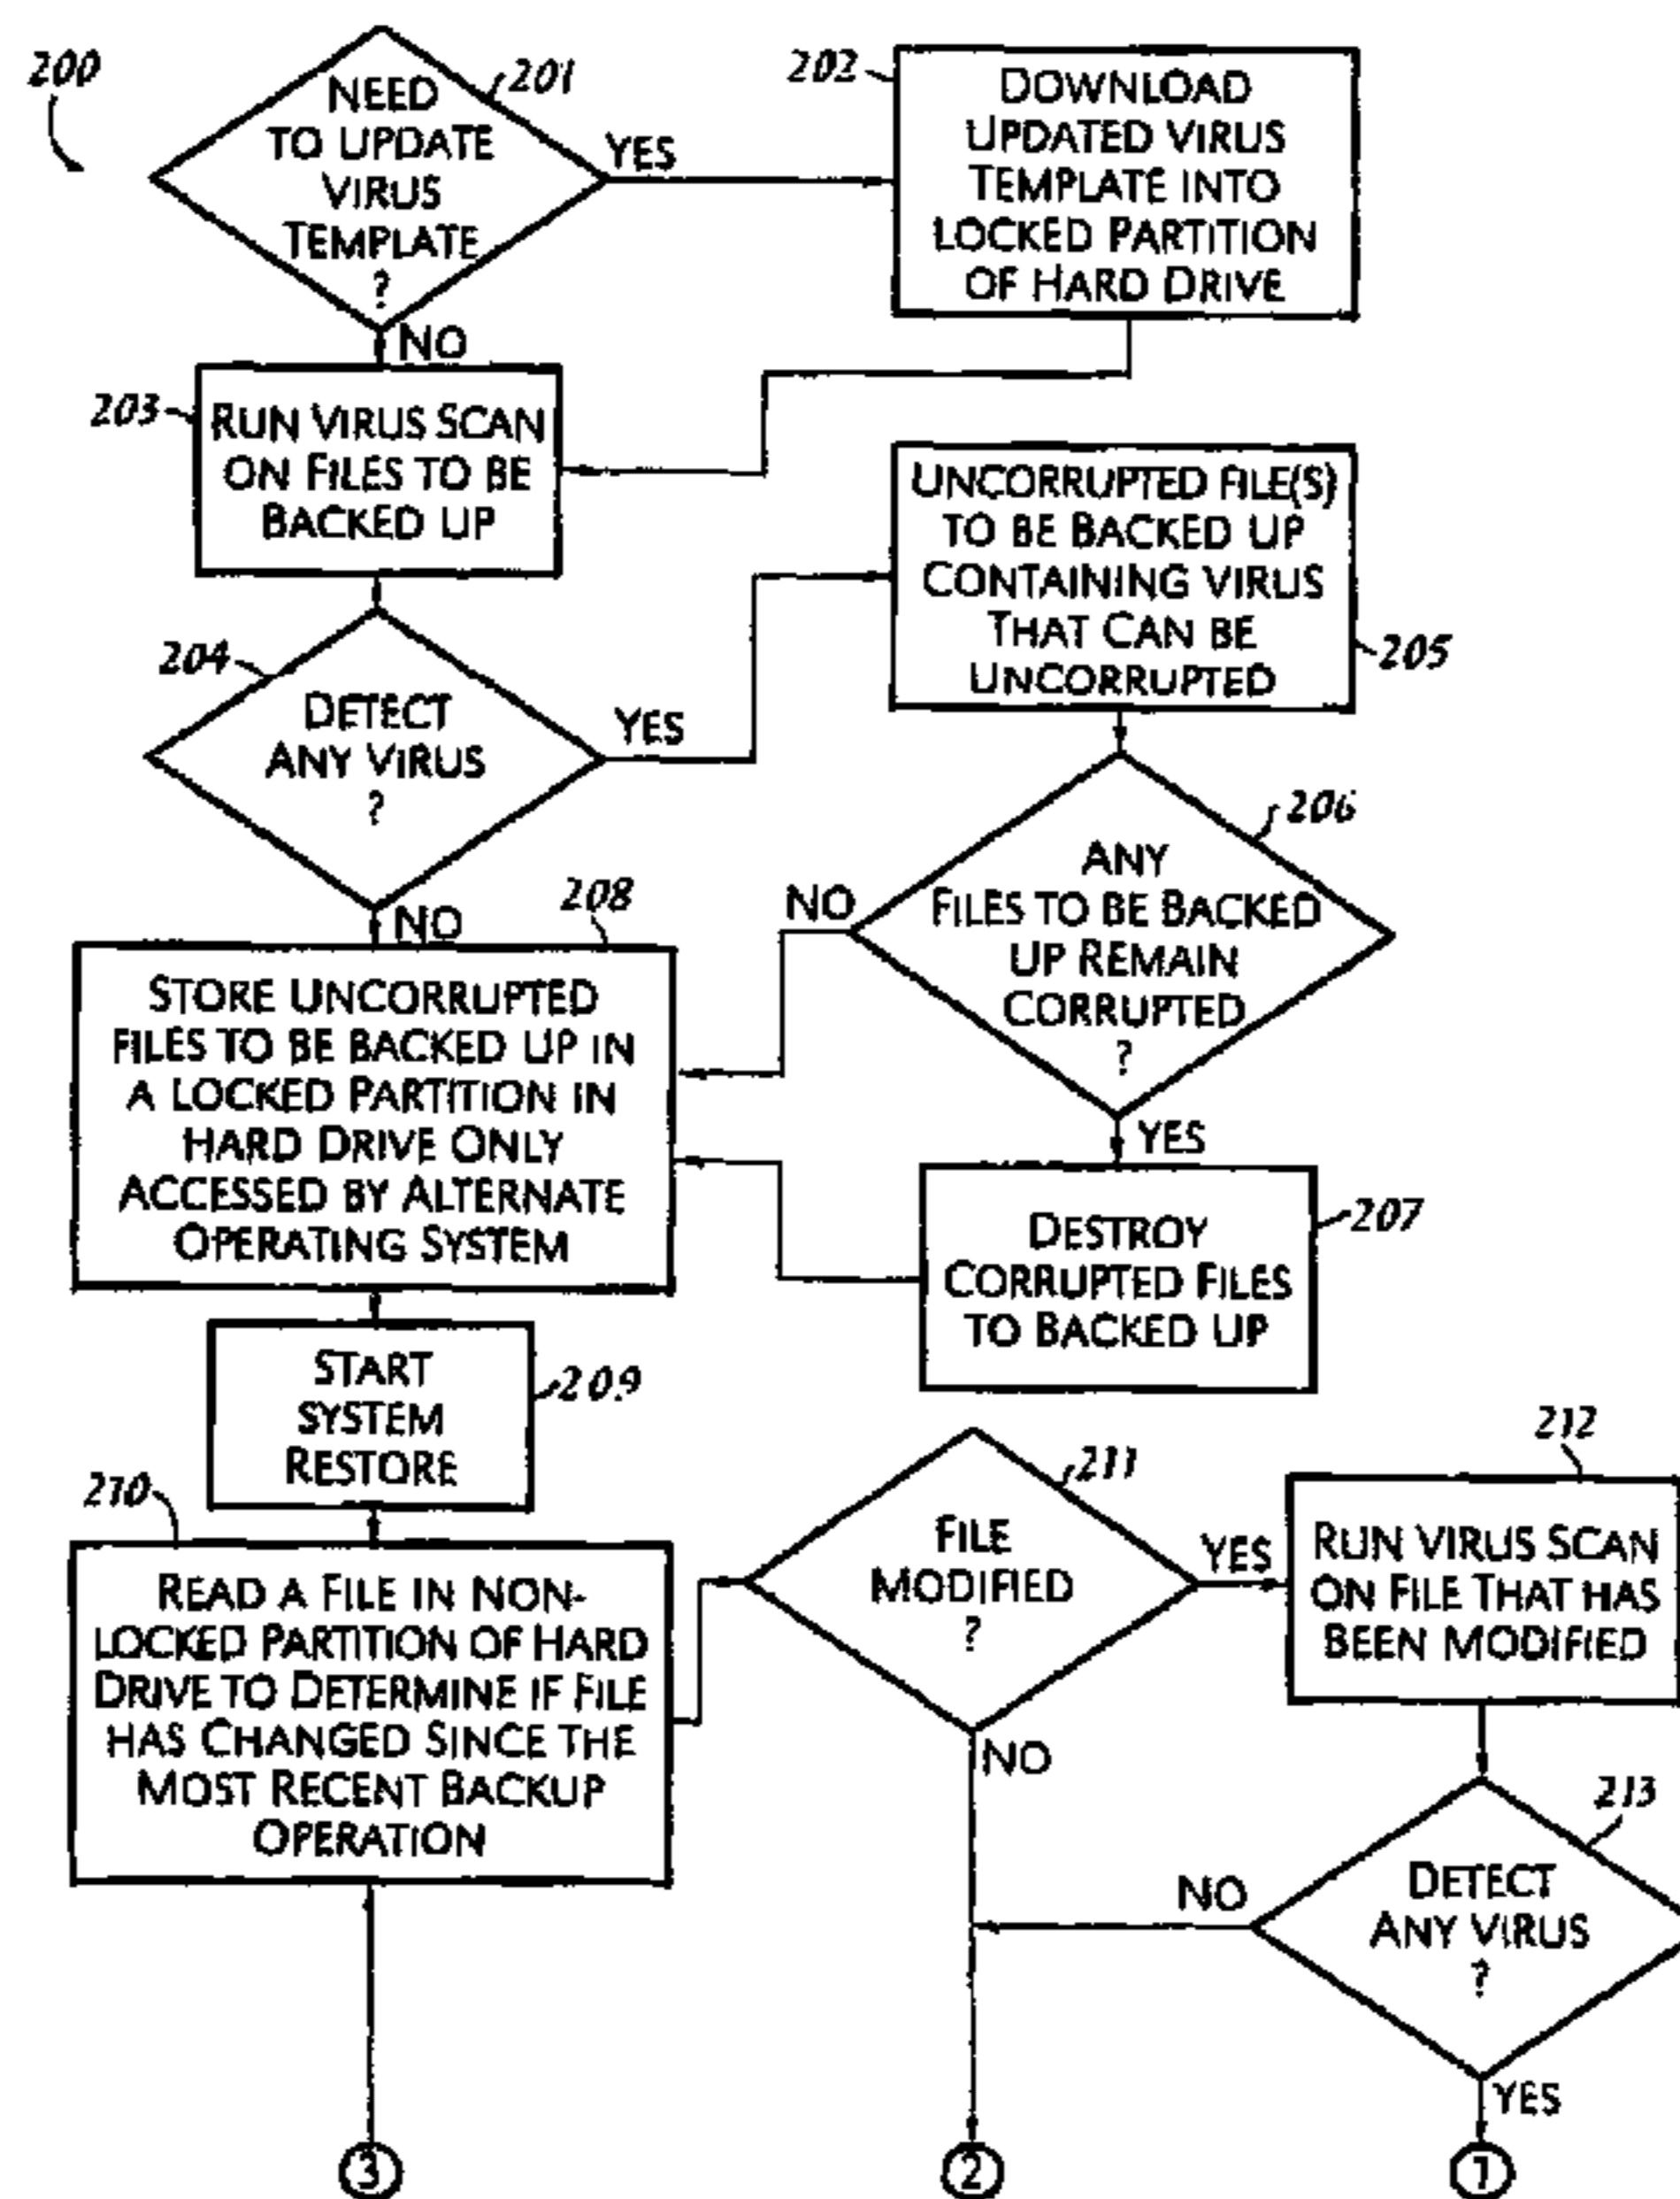 200
201
NEED
TO UPDATE
VIRUS
TEMPLATE
?
YES
NO
202
DOWNLOAD
UPDATED VIRUS
TEMPLATE INTO
LOCKED PARTITION
OF HARD DRIVE
203
RUN VIRUS SCAN
ON FILES TO BE
BACKED UP
204
DETECT
ANY VIRUS
?
YES
NO
UNCORRUPTED FILE(S)
TO BE BACKED UP
CONTAINING VIRUS
THAT CAN BE
UNCORRUPTED
205
206
ANY
FILES TO BE BACKED
UP REMAIN
CORRUPTED
?
NO
YES
207
DESTROY
CORRUPTED FILES
TO BACKED UP
208
STORE UNCORRUPTED
FILES TO BE BACKED UP IN
A LOCKED PARTITION IN
HARD DRIVE ONLY
ACCESSED BY ALTERNATE
OPERATING SYSTEM
START
SYSTEM
RESTORE
209
210
READ A FILE IN NON-
LOCKED PARTITION OF HARD
DRIVE TO DETERMINE IF FILE
HAS CHANGED SINCE THE
MOST RECENT BACKUP
OPERATION
211
FILE
MODIFIED
?
YES
NO
212
RUN VIRUS SCAN
ON FILE THAT HAS
BEEN MODIFIED
213
DETECT
ANY VIRUS
?
NO
YES
3
2
1